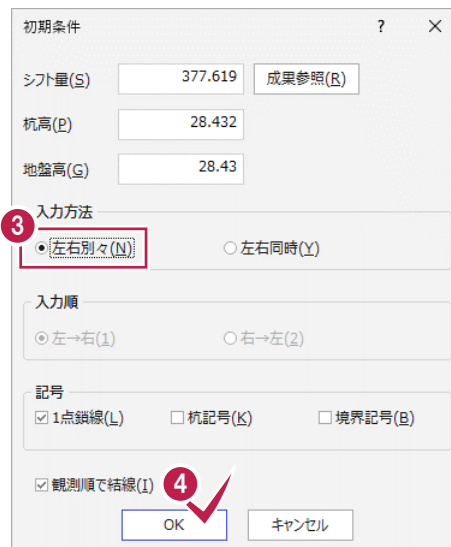 初期条件 ? ×
シフト量(S) 377.619 成果参照(R)
杭高(P) 28.432
地盤高(G) 28.43
入力方法
3
左右別々(N) 左右同時(Y)
入力順
左→右(1) 右→左(2)
記号
1点鎖線(L) 杭記号(K) 境界記号(B)
観測順で結線(I) 4
OK キャンセル